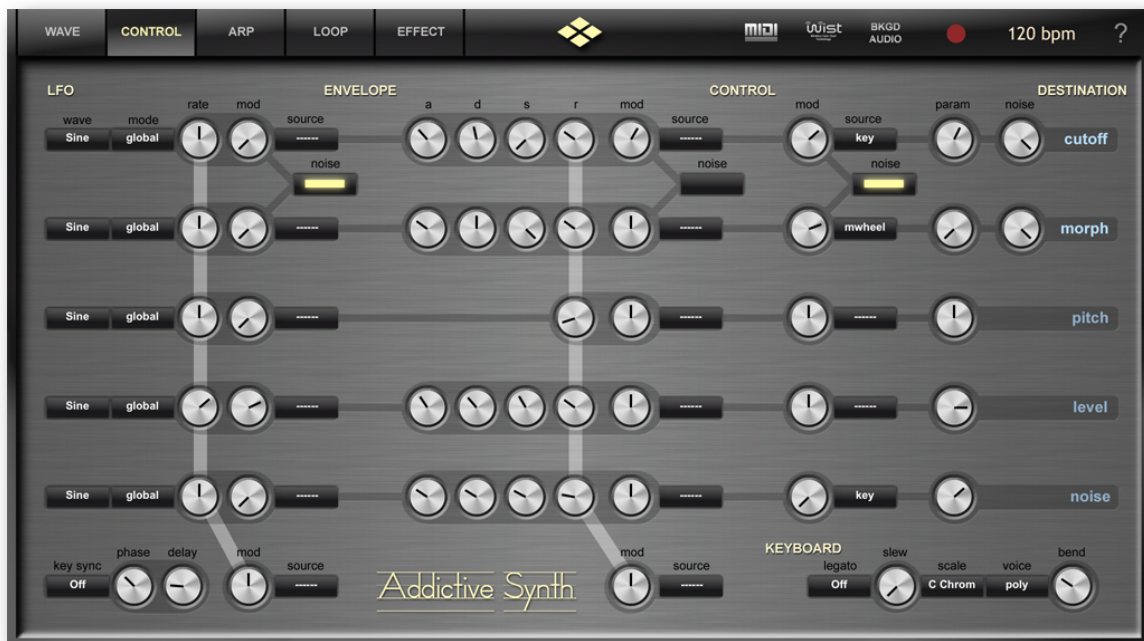 WAVE CONTROL ARP LOOP EFFECT MIDI WIST BKGD AUDIO 120 bpm ?
LFO ENVELOPE CONTROL DESTINATION
rate mod a d s r mod mod param noise
wave mode source source source
Sine global ------ ------ key cutoff
noise noise noise
Sine global ------ ------ mwheel morph
Sine global ------ ------ ------ pitch
Sine global ------ ------ ------ level
Sine global ------ ------ key noise
KEYBOARD
phase delay mod mod slew bend
key sync source source legato scale voice
Off ------ Addictive Synth ------ Off C Chrom poly